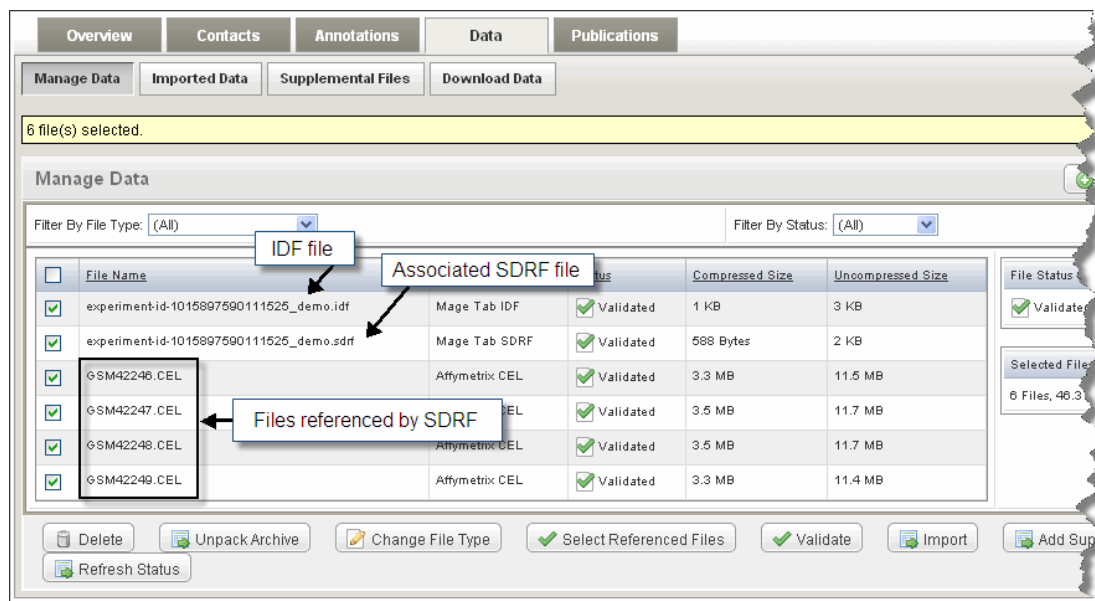 Overview Contacts Annotations Data Publications
Manage Data Imported Data Supplemental Files Download Data
6 file(s) selected.
Manage Data
Filter By File Type: (All) Filter By Status: (All)
IDF file
Associated SDRF file
File Name Compressed Size Uncompressed Size File Status
experiment-id-1015897590111525_demo.idf Mage Tab IDF Validated 1 KB 3 KB Validate
experiment-id-1015897590111525_demo.sdrf Mage Tab SDRF Validated 588 Bytes 2 KB
Selected File
GSM42246.CEL Affymetrix CEL Validated 3.3 MB 11.5 MB
6 Files, 46.3
GSM42247.CEL CEL Validated 3.5 MB 11.7 MB
Files referenced by SDRF
GSM42248.CEL Affymetrix CEL Validated 3.5 MB 11.7 MB
GSM42249.CEL Affymetrix CEL Validated 3.3 MB 11.4 MB
Delete Unpack Archive Change File Type Select Referenced Files Validate Import Add Sup
Refresh Status